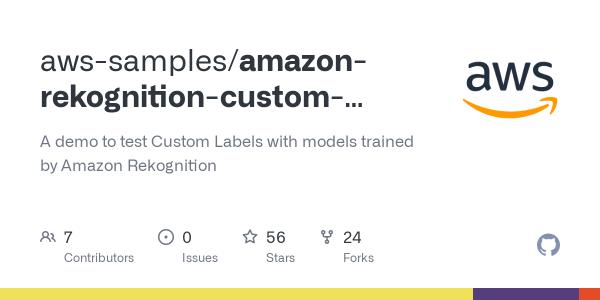 aws-samples/amazon-
rekognition-custom-...
A demo to test Custom Labels with models trained
by Amazon Rekognition
7
Contributors
0
Issues
56
Stars
24
Forks
aws